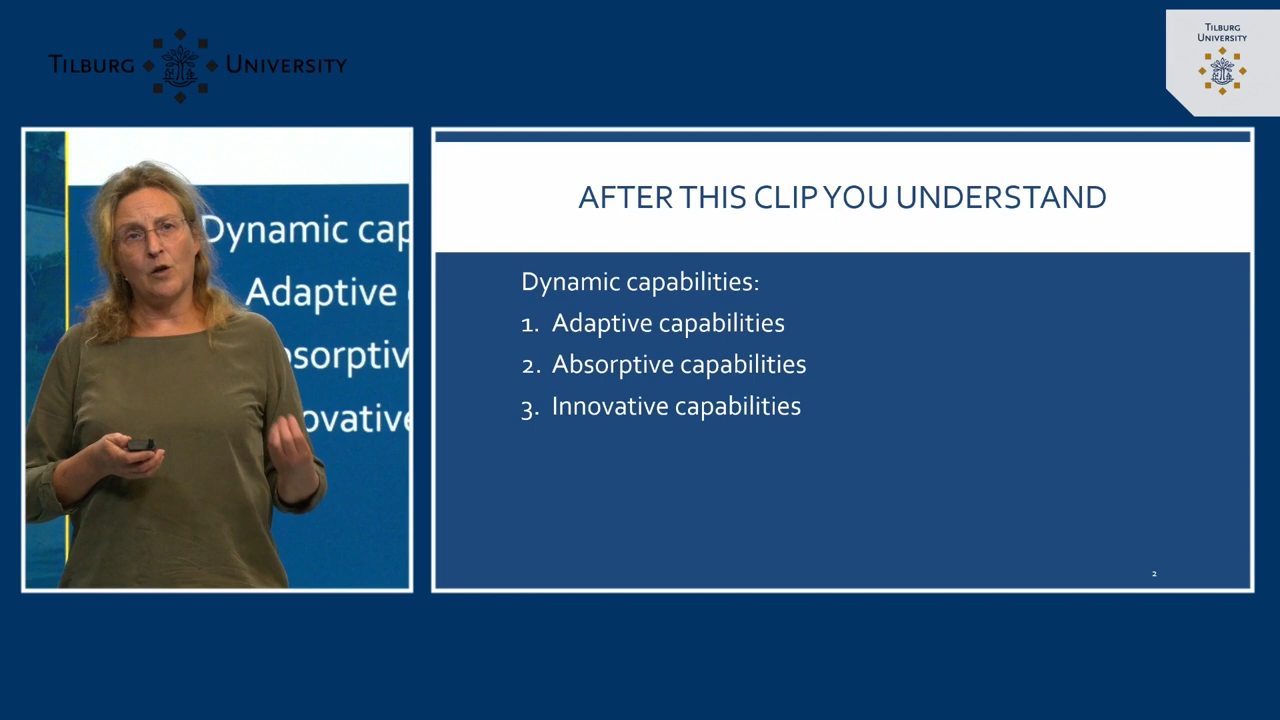 TILBURG UNIVERSITY
TILBURG
UNIVERSITY
Dynamic cap
Adaptive
sorptiv
ovative
AFTER THIS CLIP YOU UNDERSTAND
Dynamic capabilities:
1. Adaptive capabilities
2. Absorptive capabilities
3. Innovative capabilities
2